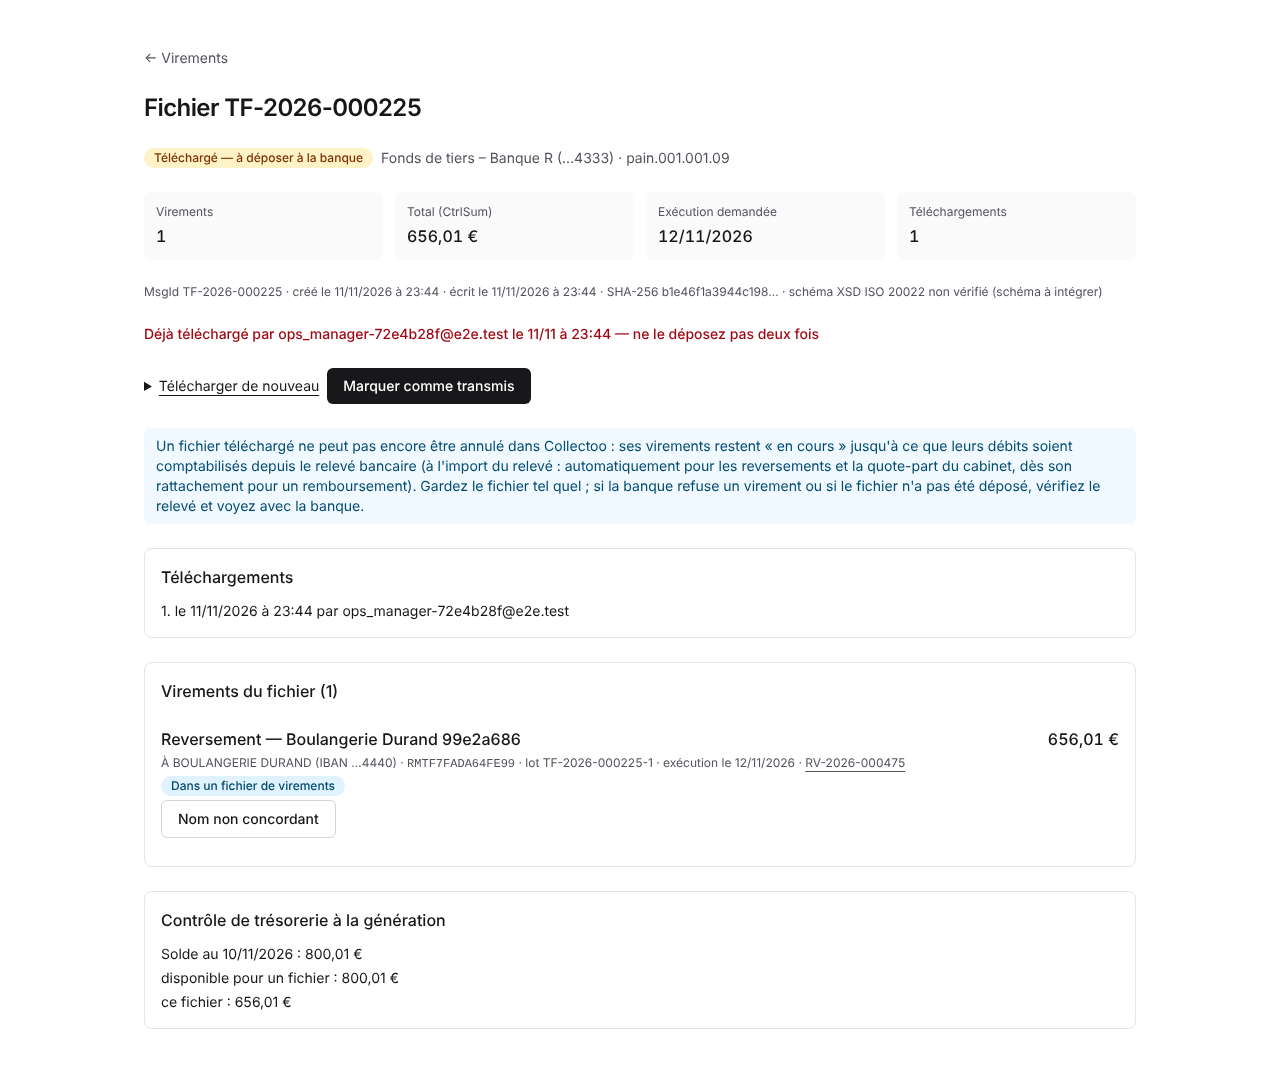 ← Virements
Fichier TF-2026-000225
Téléchargé — à déposer à la banque Fonds de tiers – Banque R (…4333) · pain.001.001.09
Virements
1
Total (CtrlSum)
656,01 €
Exécution demandée
12/11/2026
Téléchargements
1
MsgId TF-2026-000225 · créé le 11/11/2026 à 23:44 · écrit le 11/11/2026 à 23:44 · SHA-256 b1e46f1a3944c198… · schéma XSD ISO 20022 non vérifié (schéma à intégrer)
Déjà téléchargé par ops_manager-72e4b28f@e2e.test le 11/11 à 23:44 — ne le déposez pas deux fois
▶ Télécharger de nouveau Marquer comme transmis
Un fichier téléchargé ne peut pas encore être annulé dans Collectoo : ses virements restent « en cours » jusqu'à ce que leurs débits soient
comptabilisés depuis le relevé bancaire (à l'import du relevé : automatiquement pour les reversements et la quote-part du cabinet, dès son
rattachement pour un remboursement). Gardez le fichier tel quel ; si la banque refuse un virement ou si le fichier n'a pas été déposé, vérifiez le
relevé et voyez avec la banque.
Téléchargements
1. le 11/11/2026 à 23:44 par ops_manager-72e4b28f@e2e.test
Virements du fichier (1)
Reversement — Boulangerie Durand 99e2a686 656,01 €
À BOULANGERIE DURAND (IBAN …4440) · RMTF7FADA64FE99 · lot TF-2026-000225-1 · exécution le 12/11/2026 · RV-2026-000475
Dans un fichier de virements
Nom non concordant
Contrôle de trésorerie à la génération
Solde au 10/11/2026 : 800,01 €
disponible pour un fichier : 800,01 €
ce fichier : 656,01 €